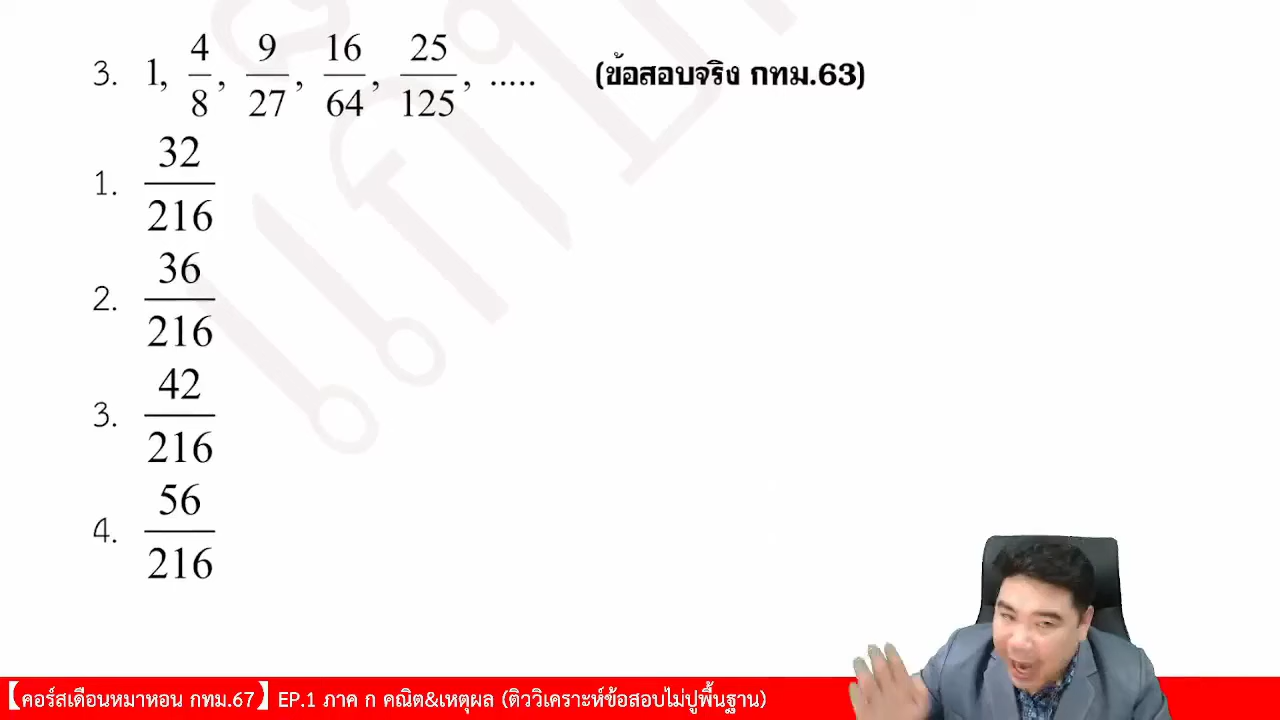 3. 1, 4/8, 9/27, 16/64, 25/125, ..... (ข้อสอบจริง กทม.63)
1. 32/216
2. 36/216
3. 42/216
4. 56/216
【คอร์สเดือนหมาหอน กทม.67】 EP.1 ภาค ก คณิต&เหตุผล (ติววิเคราะห์ข้อสอบไม่ปูพื้นฐาน)